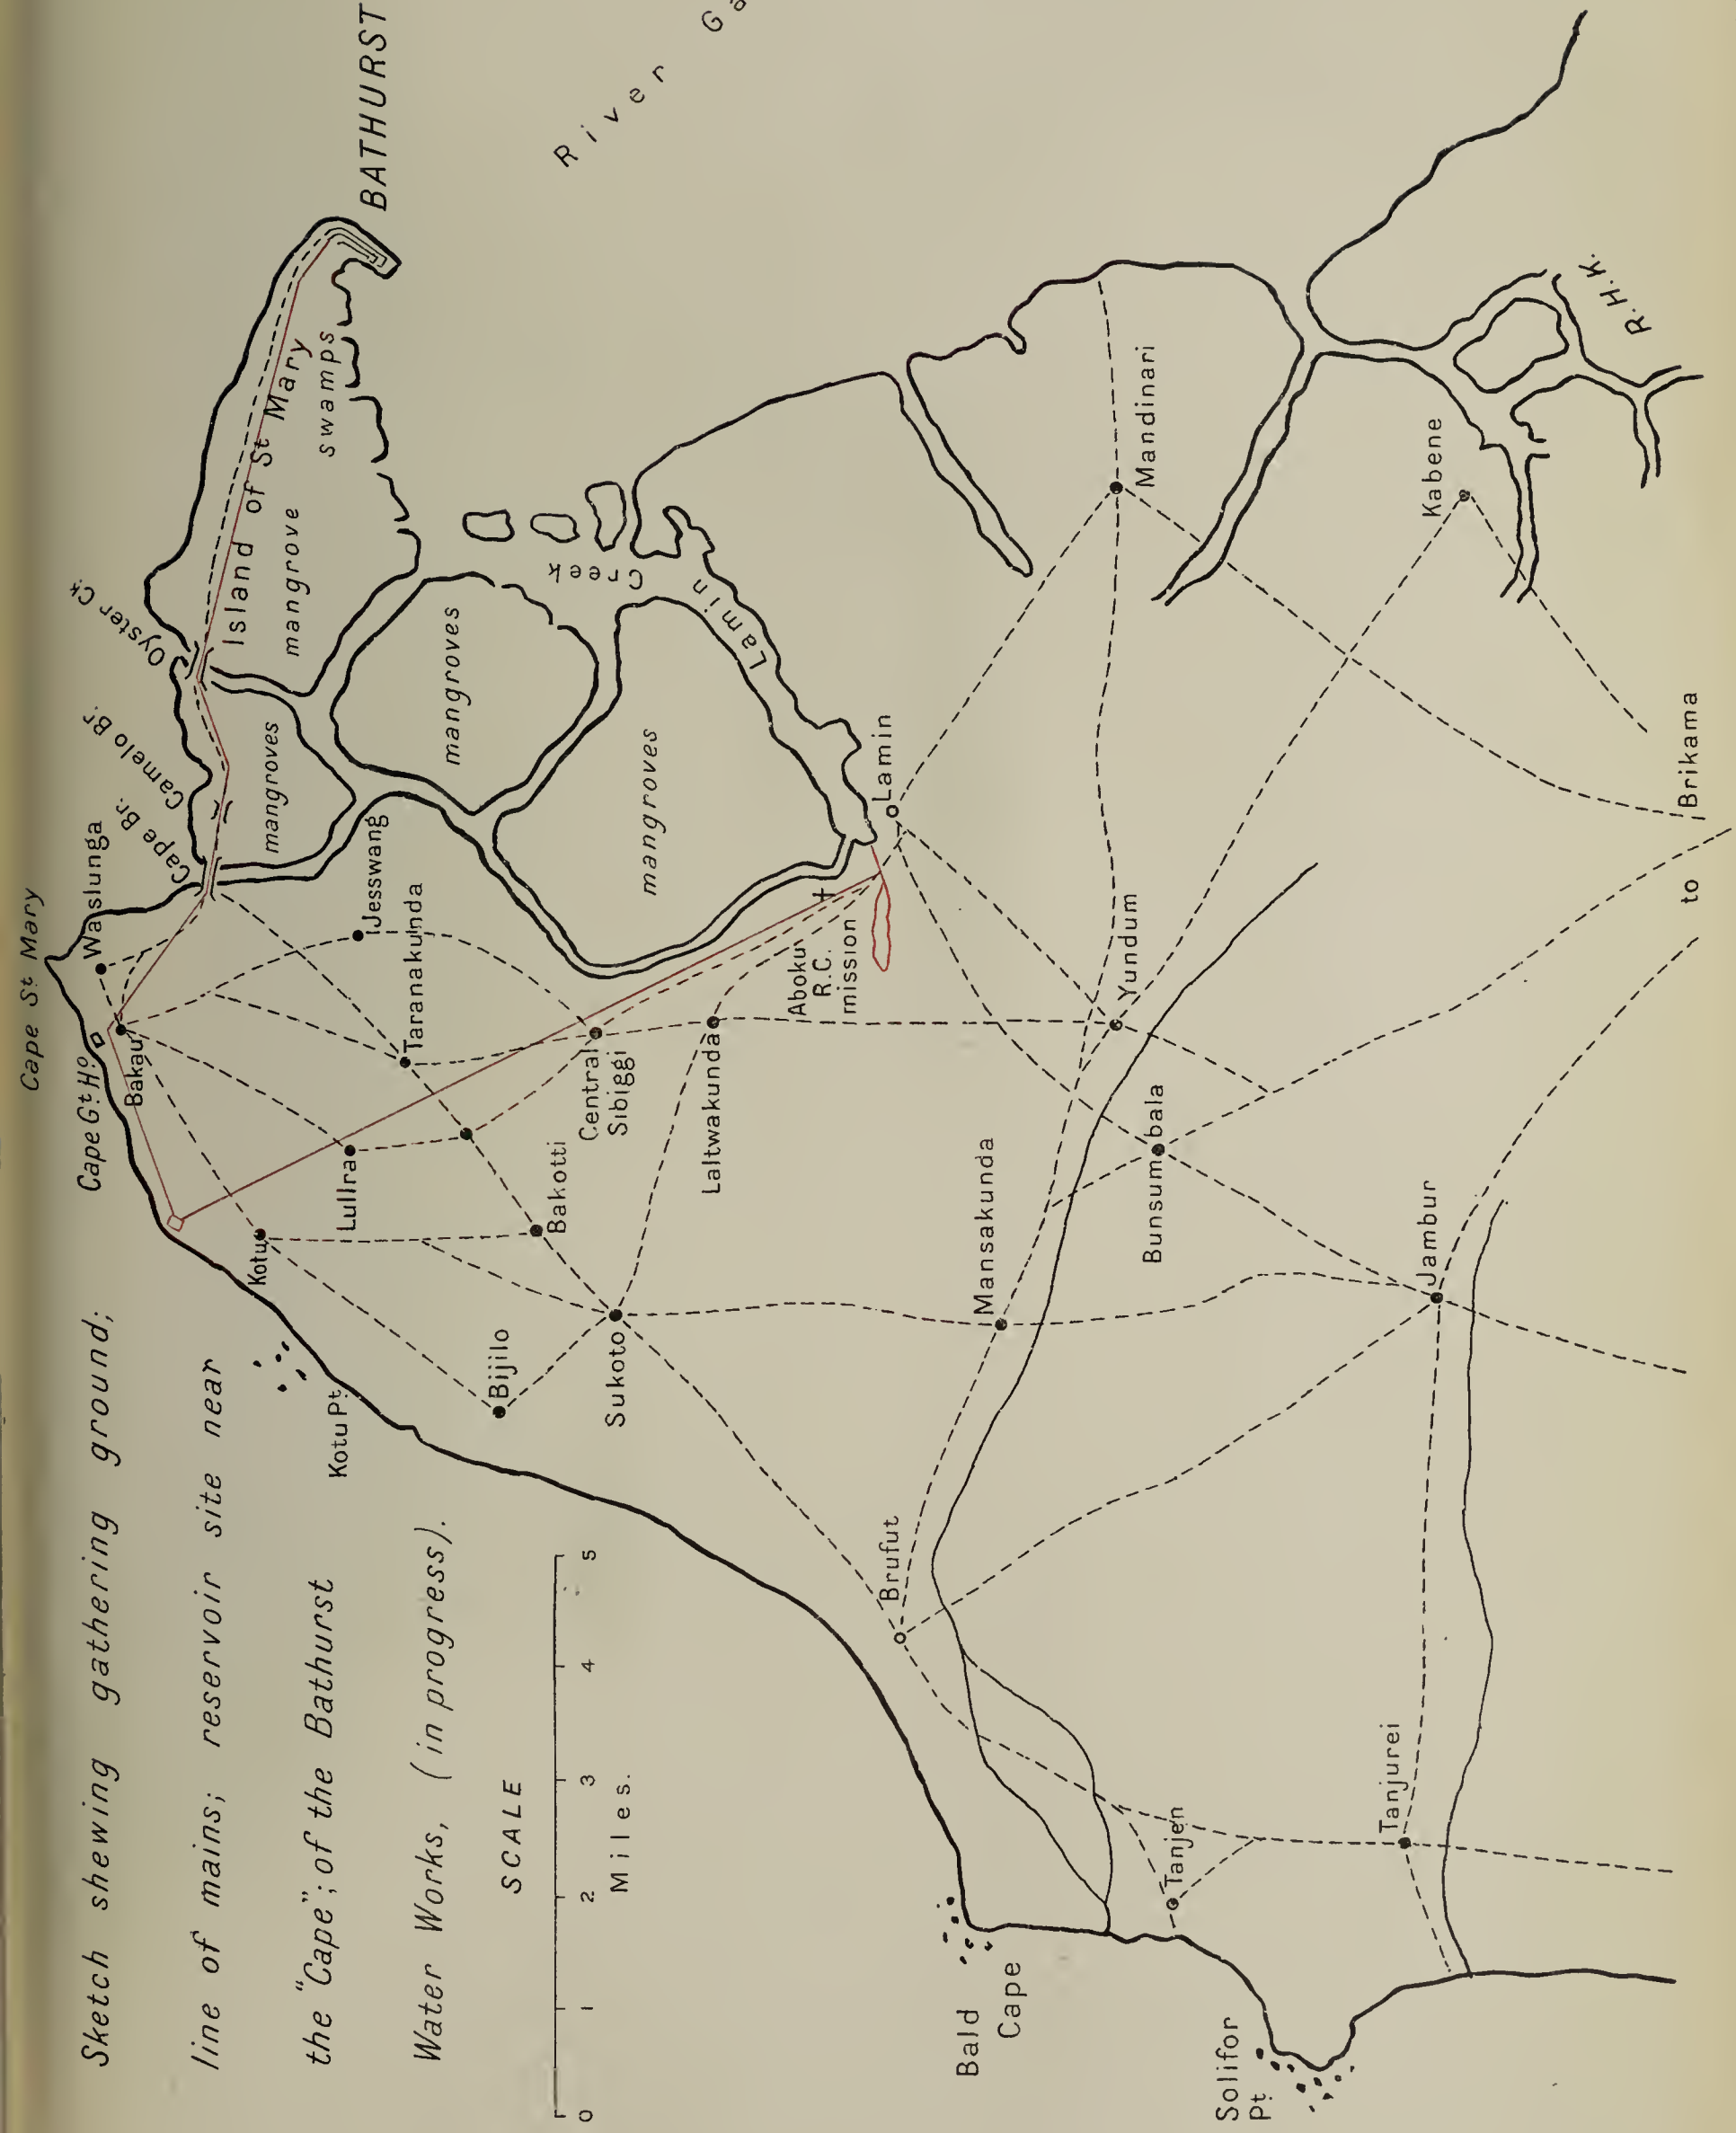 Sketch shewing gathering ground;
line of mains; reservoir site near
the "Cape"; of the Bathurst
Water Works, (in progress).
SCALE
0 1 2 3 4 5
Miles.
Cape St. Mary
Cape Gt. Ho.
Bakau
Waslunga
Cape Br.
Camelo Br.
Oyster Ck.
Island of St Mary
mangrove swamps
BATHURST
River Ga
mangroves
mangroves
mangroves
Creek
Lamin
Jesswang
Taranakunda
Lullra
Kotu
Kotu Pt.
Bijilo
Bakotti
Sukoto
Central
Sibiggi
Laltwakunda
Aboku
R.C.
mission
Lamin
Mandinari
Kabene
R.H.K.
Yundum
Mansakunda
Bunsumbala
Jambur
Brufut
Tanjen
Tanjurei
Bald
Cape
Solifor
Pt.
to Brikama